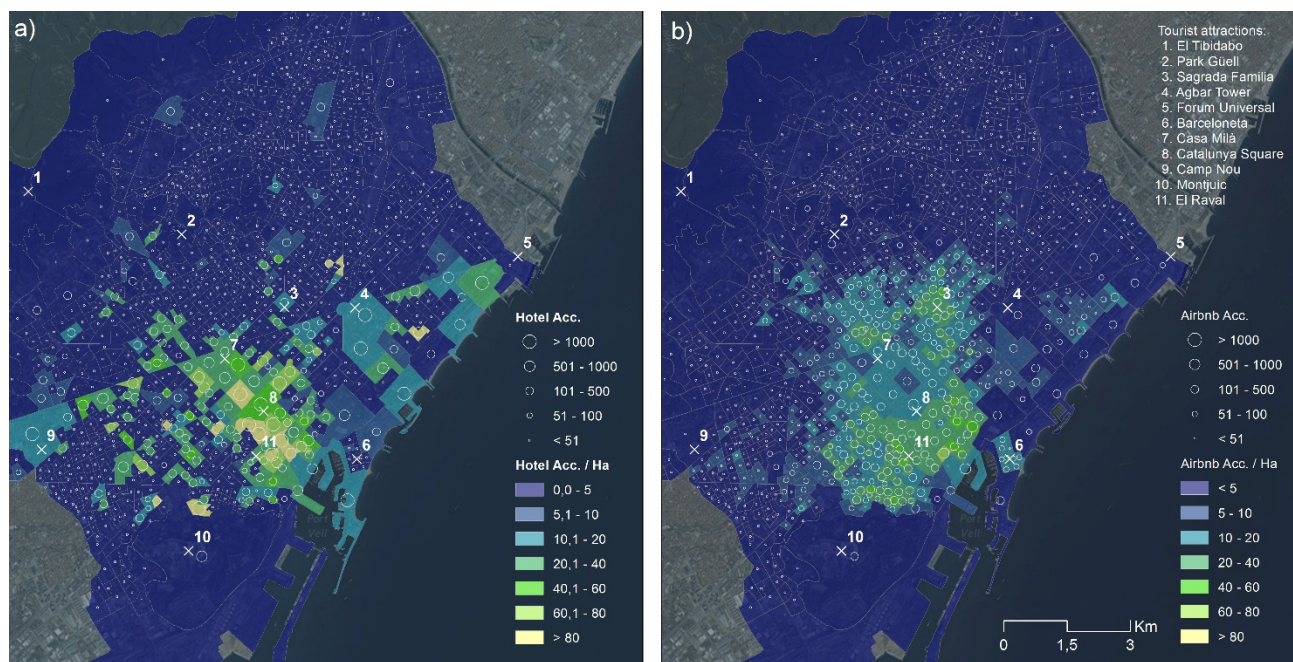 a)
1
2
3
4
5
6
7
8
9
10
11
Port
Vell
Hotel Acc.
> 1000
501 - 1000
101 - 500
51 - 100
< 51
Hotel Acc. / Ha
0,0 - 5
5,1 - 10
10,1 - 20
20,1 - 40
40,1 - 60
60,1 - 80
> 80
b)
Tourist attractions:
1. El Tibidabo
2. Park Güell
3. Sagrada Familia
4. Agbar Tower
5. Forum Universal
6. Barceloneta
7. Casa Milà
8. Catalunya Square
9. Camp Nou
10. Montjuic
11. El Raval
1
2
3
4
5
6
7
8
9
10
11
Port
Vell
Airbnb Acc.
> 1000
501 - 1000
101 - 500
51 - 100
< 51
Airbnb Acc. / Ha
< 5
5 - 10
10 - 20
20 - 40
40 - 60
60 - 80
> 80
Km
0 1,5 3